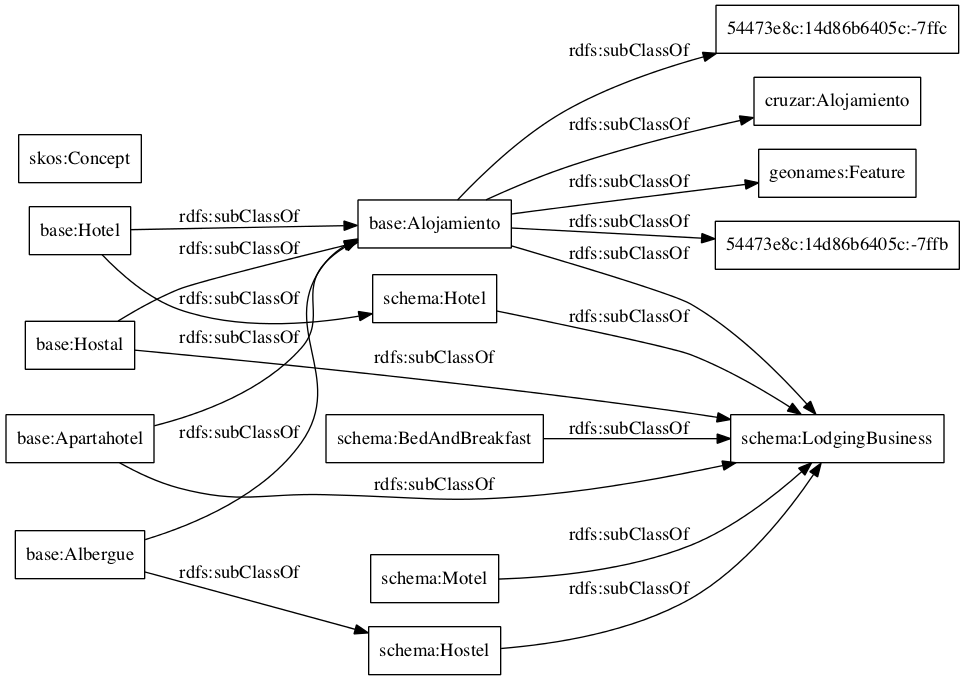 54473e8c:14d86b6405c:-7ffc
rdfs:subClassOf
cruzar:Alojamiento
rdfs:subClassOf
skos:Concept
geonames:Feature
rdfs:subClassOf
base:Hotel
rdfs:subClassOf
base:Alojamiento
rdfs:subClassOf
54473e8c:14d86b6405c:-7ffb
rdfs:subClassOf
rdfs:subClassOf
rdfs:subClassOf
schema:Hotel
rdfs:subClassOf
base:Hostal
rdfs:subClassOf
rdfs:subClassOf
base:Apartahotel
rdfs:subClassOf
schema:BedAndBreakfast
rdfs:subClassOf
schema:LodgingBusiness
rdfs:subClassOf
base:Albergue
rdfs:subClassOf
rdfs:subClassOf
schema:Motel
rdfs:subClassOf
schema:Hostel